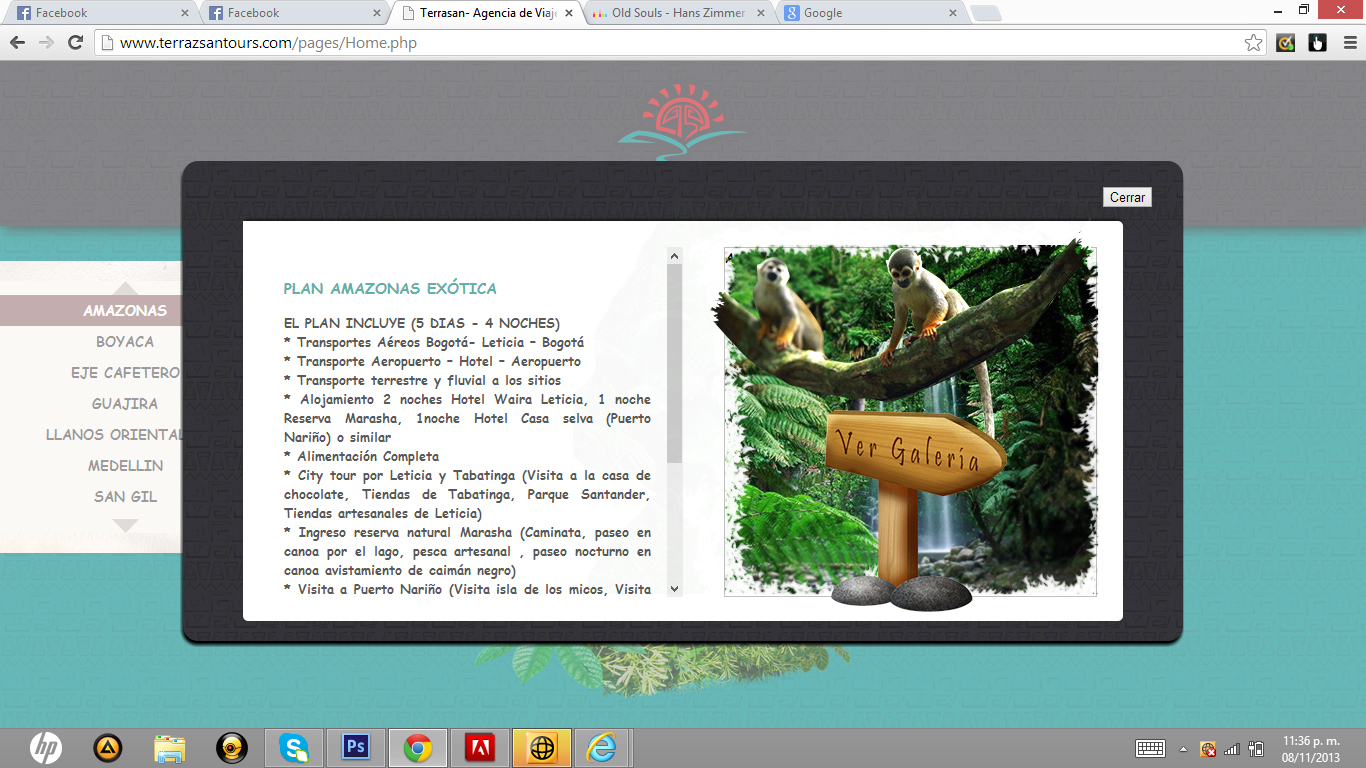 Facebook
Facebook
Terrasan- Agencia de Viaj
Old Souls - Hans Zimmer
Google
www.terrazsantours.com/pages/Home.php
Cerrar
AMAZONAS
BOYACA
EJE CAFETERO
GUAJIRA
LLANOS ORIENTAL
MEDELLIN
SAN GIL
PLAN AMAZONAS EXÓTICA
EL PLAN INCLUYE (5 DIAS - 4 NOCHES)
* Transportes Aéreos Bogotá- Leticia – Bogotá
* Transporte Aeropuerto – Hotel – Aeropuerto
* Transporte terrestre y fluvial a los sitios
* Alojamiento 2 noches Hotel Waira Leticia, 1 noche
Reserva Marasha, 1noche Hotel Casa selva (Puerto
Nariño) o similar
* Alimentación Completa
* City tour por Leticia y Tabatinga (Visita a la casa de
chocolate, Tiendas de Tabatinga, Parque Santander,
Tiendas artesanales de Leticia)
* Ingreso reserva natural Marasha (Caminata, paseo en
canoa por el lago, pesca artesanal , paseo nocturno en
canoa avistamiento de caimán negro)
* Visita a Puerto Nariño (Visita isla de los micos, Visita
Ver Galería
hp
Ps
11:36 p. m.
08/11/2013